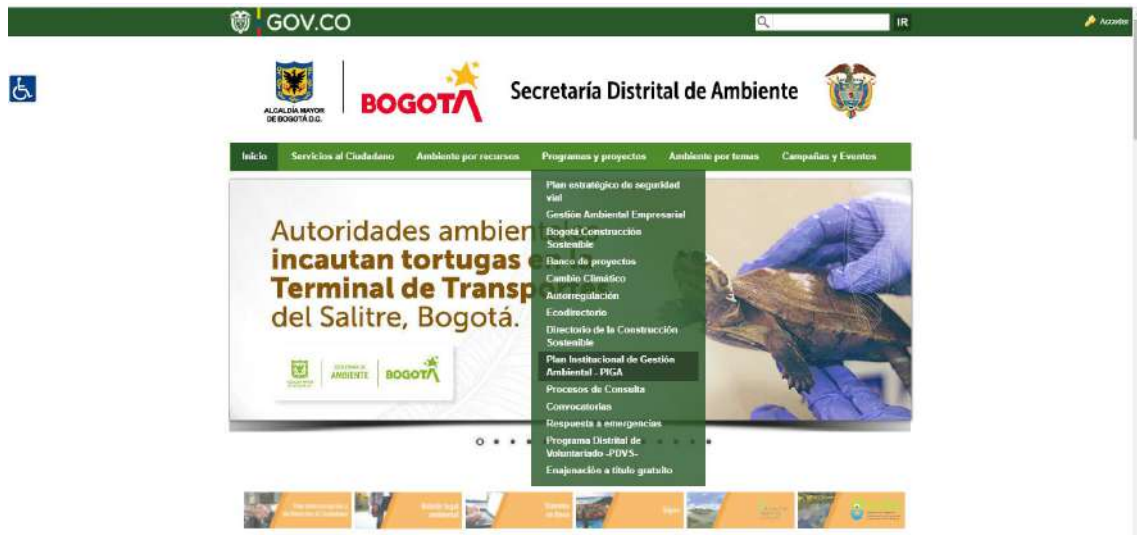 GOV.CO
IR
Acceder
ALCALDÍA MAYOR
DE BOGOTÁ D.C.
BOGOTÁ
Secretaría Distrital de Ambiente
Inicio Servicios al Ciudadano Ambiente por recursos Programas y proyectos Ambiente por temas Campañas y Eventos
Plan estratégico de seguridad
vial
Gestión Ambiental Empresarial
Bogotá Construcción
Sostenible
Banco de proyectos
Cambio Climático
Autorregulación
Ecodirectorio
Directorio de la Construcción
Sostenible
Plan Institucional de Gestión
Ambiental - PIGA
Procesos de Consulta
Convocatorias
Respuesta a emergencias
Programa Distrital de
Voluntariado -PDVS-
Enajenación a título gratuito
Autoridades ambien
incautan tortugas
Terminal de Transp
del Salitre, Bogotá.
AMBIENTE
BOGOTÁ